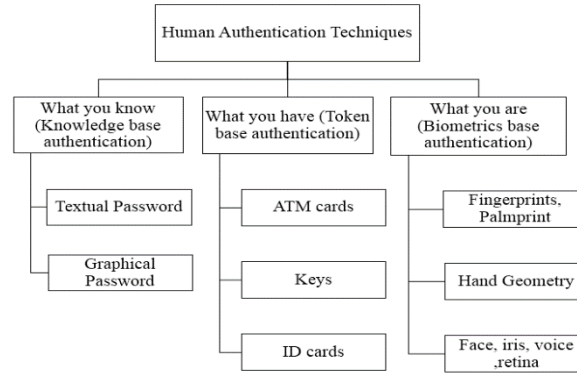 Human Authentication Techniques
What you know
(Knowledge base
authentication)
What you have (Token
base authentication)
What you are
(Biometrics base
authentication)
Textual Password
Graphical
Password
ATM cards
Keys
ID cards
Fingerprints,
Palmprint
Hand Geometry
Face, iris, voice
,retina